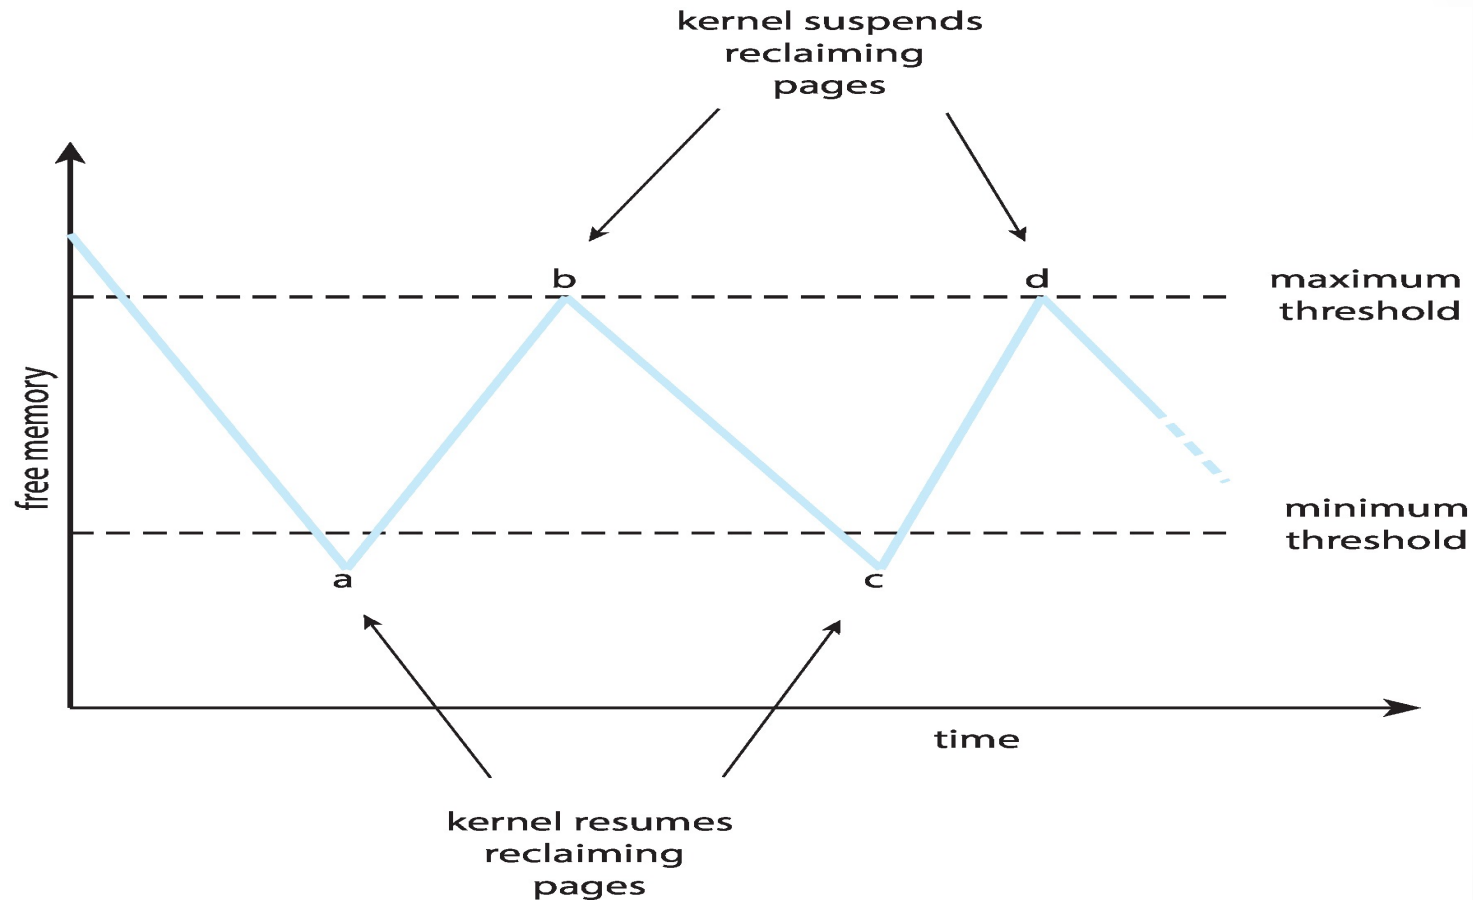 kernel suspends
reclaiming
pages
b
d
maximum
threshold
free memory
minimum
threshold
a
c
time
kernel resumes
reclaiming
pages